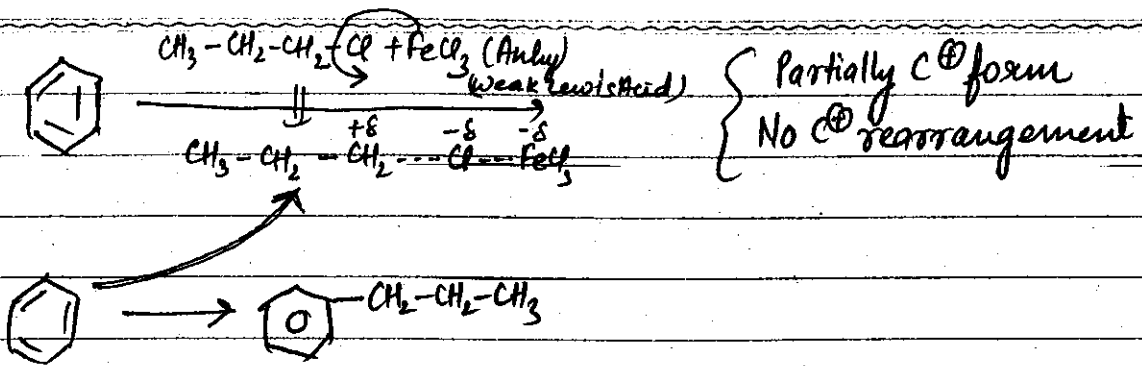 CH₃-CH₂-CH₂-Cl + FeCl₃ (Anhy)
(Weak Lewis Acid)
+δ -δ -δ
CH₃-CH₂-CH₂---Cl---FeCl₃
{ Partially C⊕ form
No C⊕ rearrangement
-CH₂-CH₂-CH₃